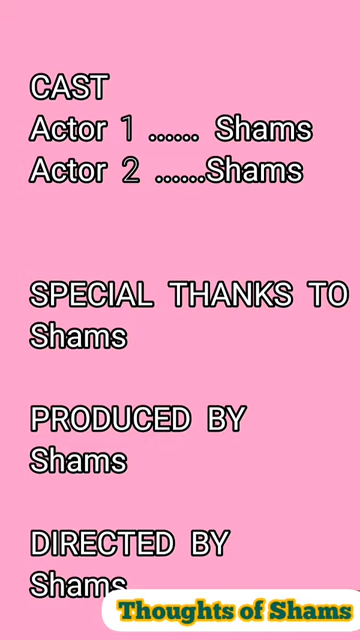 CAST
Actor 1 ...... Shams
Actor 2 ......Shams
SPECIAL THANKS TO
Shams
PRODUCED BY
Shams
DIRECTED BY
Shams
Thoughts of Shams